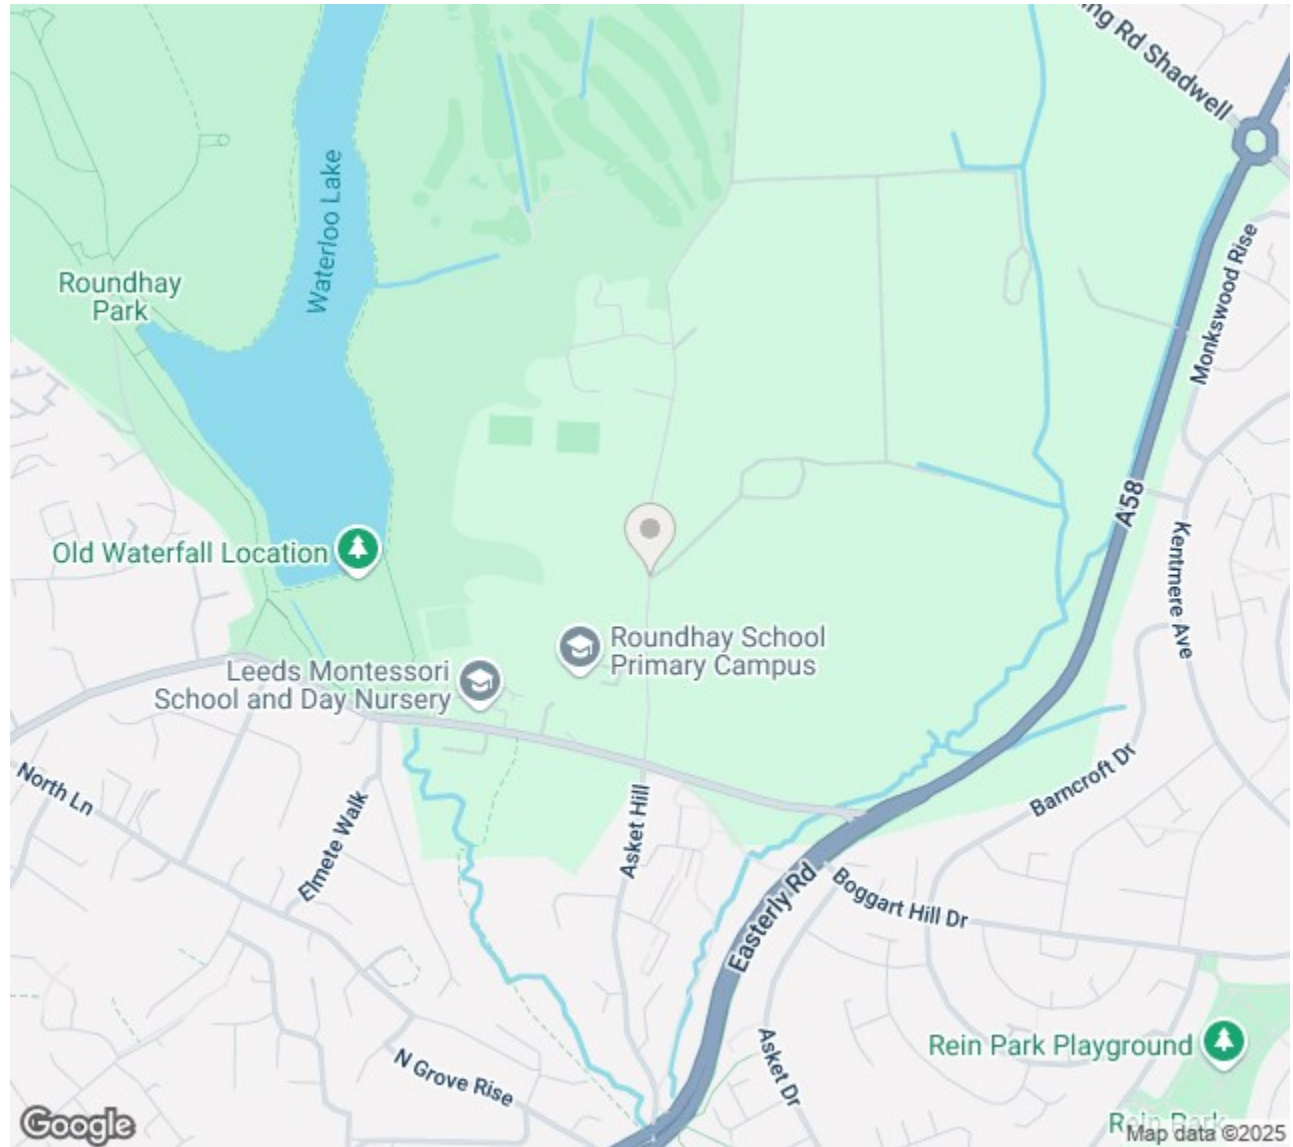 ng Rd Shadwell
Waterloo Lake
Roundhay
Park
Monkswood Rise
A58
Old Waterfall Location
Kentmere Ave
Roundhay School
Primary Campus
Leeds Montessori
School and Day Nursery
North Ln
Elmete Walk
Asket Hill
Barncroft Dr
Easterly Rd
Boggart Hill Dr
Rein Park Playground
N Grove Rise
Asket Dr
Rein Park
Google
Map data ©2025